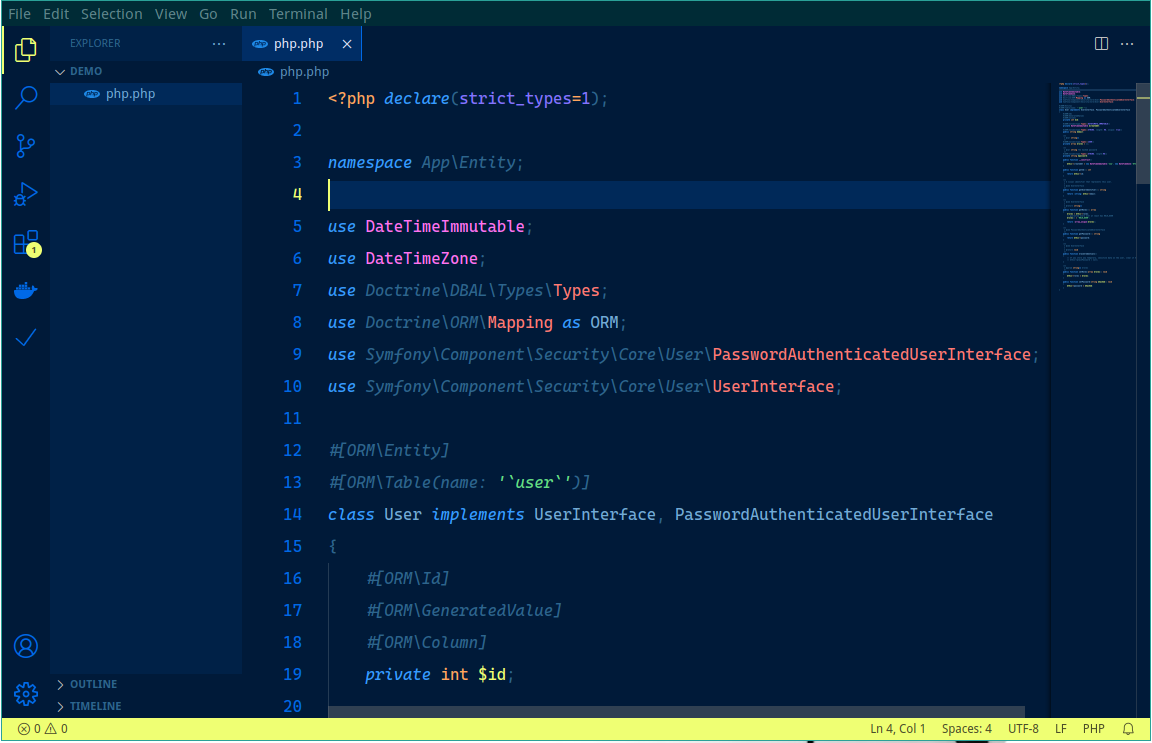 File Edit Selection View Go Run Terminal Help
EXPLORER
php php.php
DEMO
php php.php
php php.php
1 <?php declare(strict_types=1);
2
3 namespace App\Entity;
4
5 use DateTimeImmutable;
6 use DateTimeZone;
7 use Doctrine\DBAL\Types\Types;
8 use Doctrine\ORM\Mapping as ORM;
9 use Symfony\Component\Security\Core\User\PasswordAuthenticatedUserInterface;
10 use Symfony\Component\Security\Core\User\UserInterface;
11
12 #[ORM\Entity]
13 #[ORM\Table(name: '`user`')]
14 class User implements UserInterface, PasswordAuthenticatedUserInterface
15 {
16 #[ORM\Id]
17 #[ORM\GeneratedValue]
18 #[ORM\Column]
19 private int $id;
20
1
OUTLINE
TIMELINE
0 0 Ln 4, Col 1 Spaces: 4 UTF-8 LF PHP